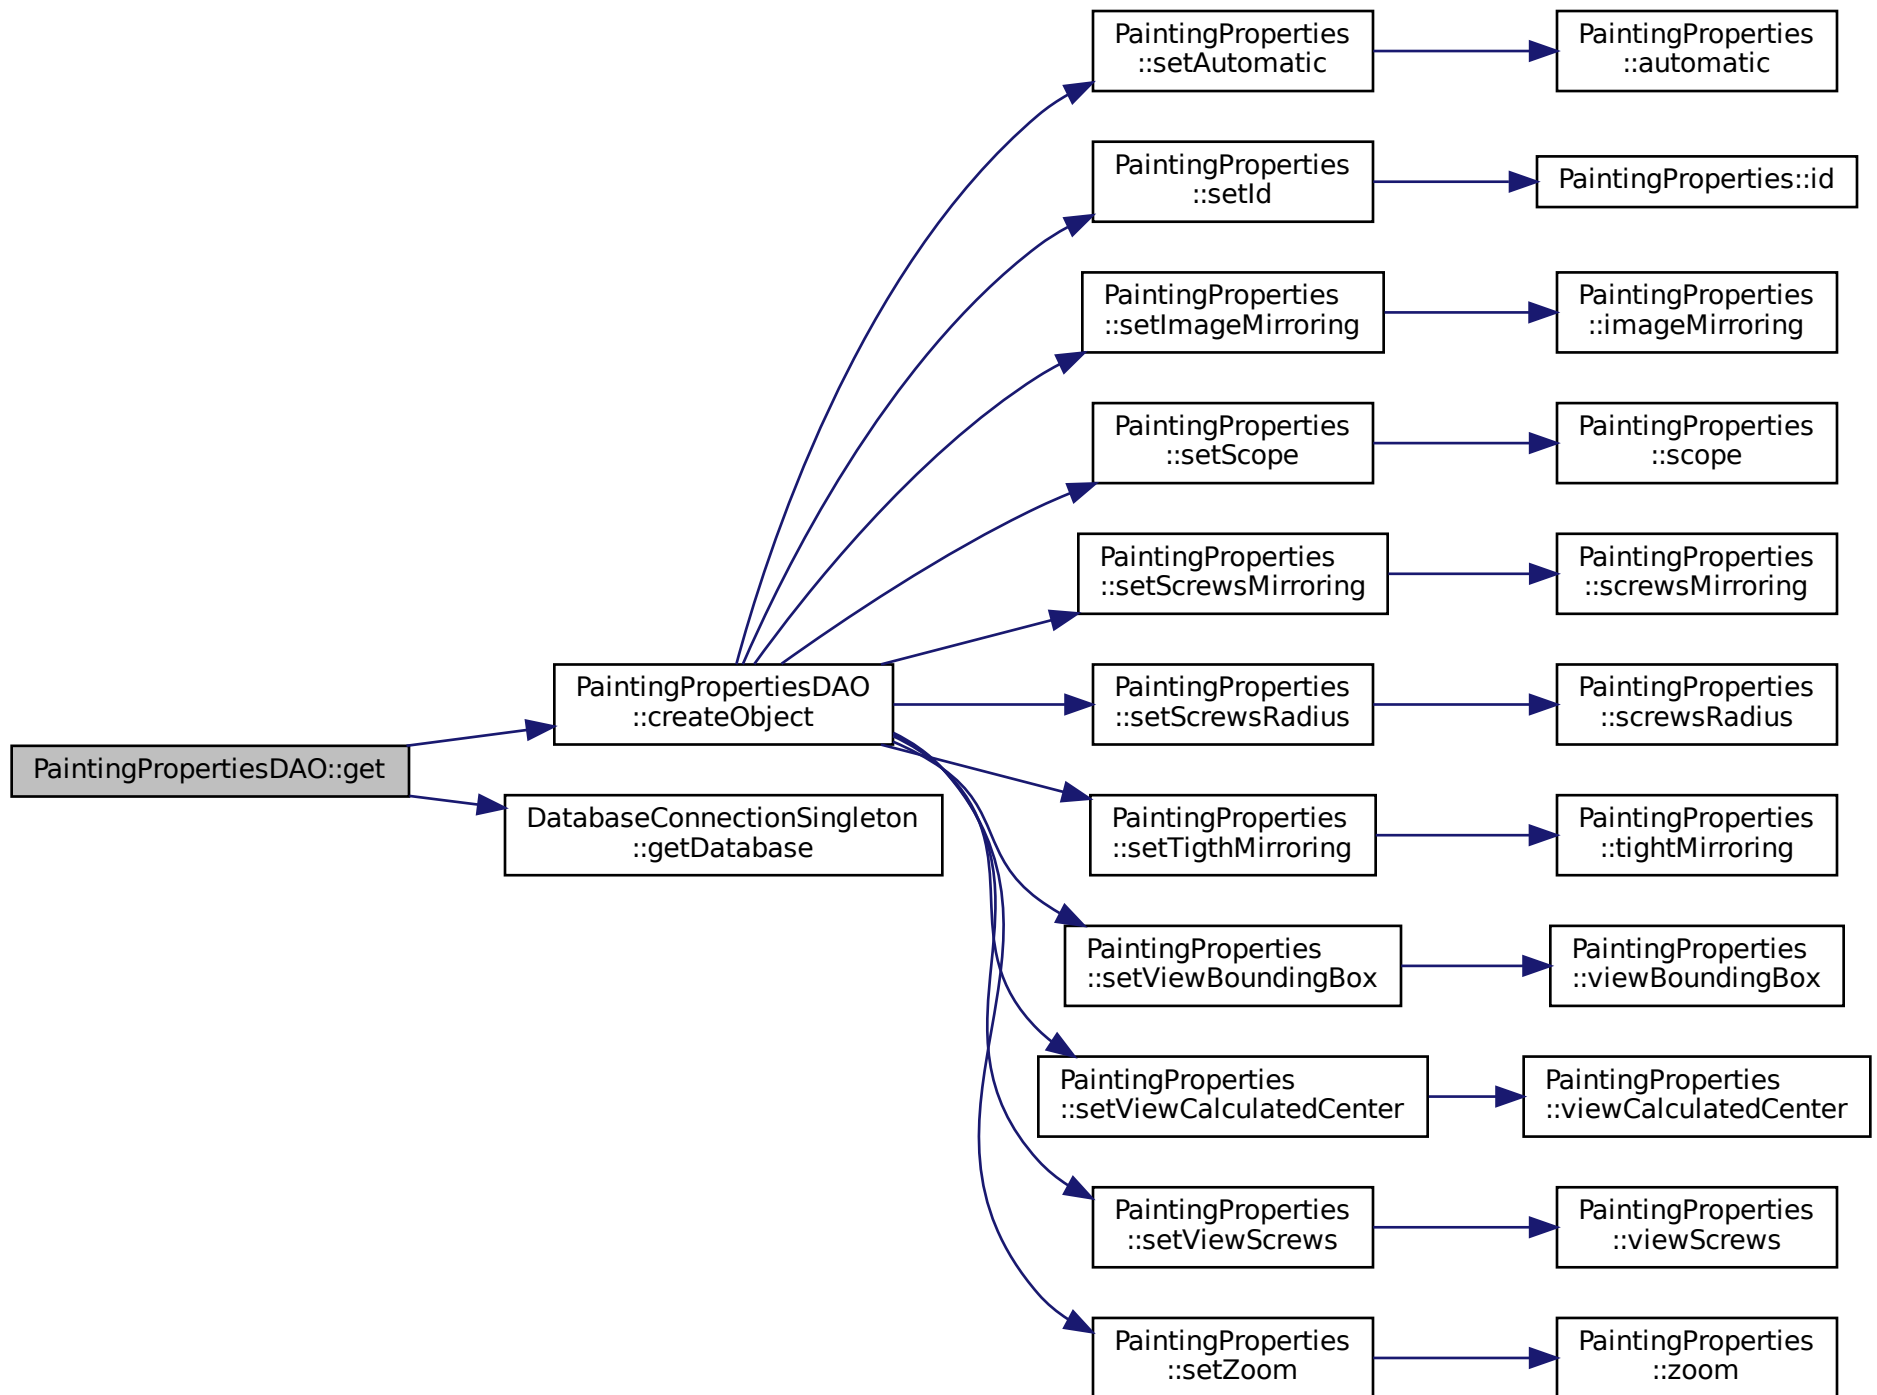 PaintingProperties
::setAutomatic
PaintingProperties
::automatic
PaintingProperties
::setId
PaintingProperties::id
PaintingProperties
::setImageMirroring
PaintingProperties
::imageMirroring
PaintingProperties
::setScope
PaintingProperties
::scope
PaintingProperties
::setScrewsMirroring
PaintingProperties
::screwsMirroring
PaintingPropertiesDAO
::createObject
PaintingProperties
::setScrewsRadius
PaintingProperties
::screwsRadius
PaintingPropertiesDAO::get
DatabaseConnectionSingleton
::getDatabase
PaintingProperties
::setTigthMirroring
PaintingProperties
::tightMirroring
PaintingProperties
::setViewBoundingBox
PaintingProperties
::viewBoundingBox
PaintingProperties
::setViewCalculatedCenter
PaintingProperties
::viewCalculatedCenter
PaintingProperties
::setViewScrews
PaintingProperties
::viewScrews
PaintingProperties
::setZoom
PaintingProperties
::zoom